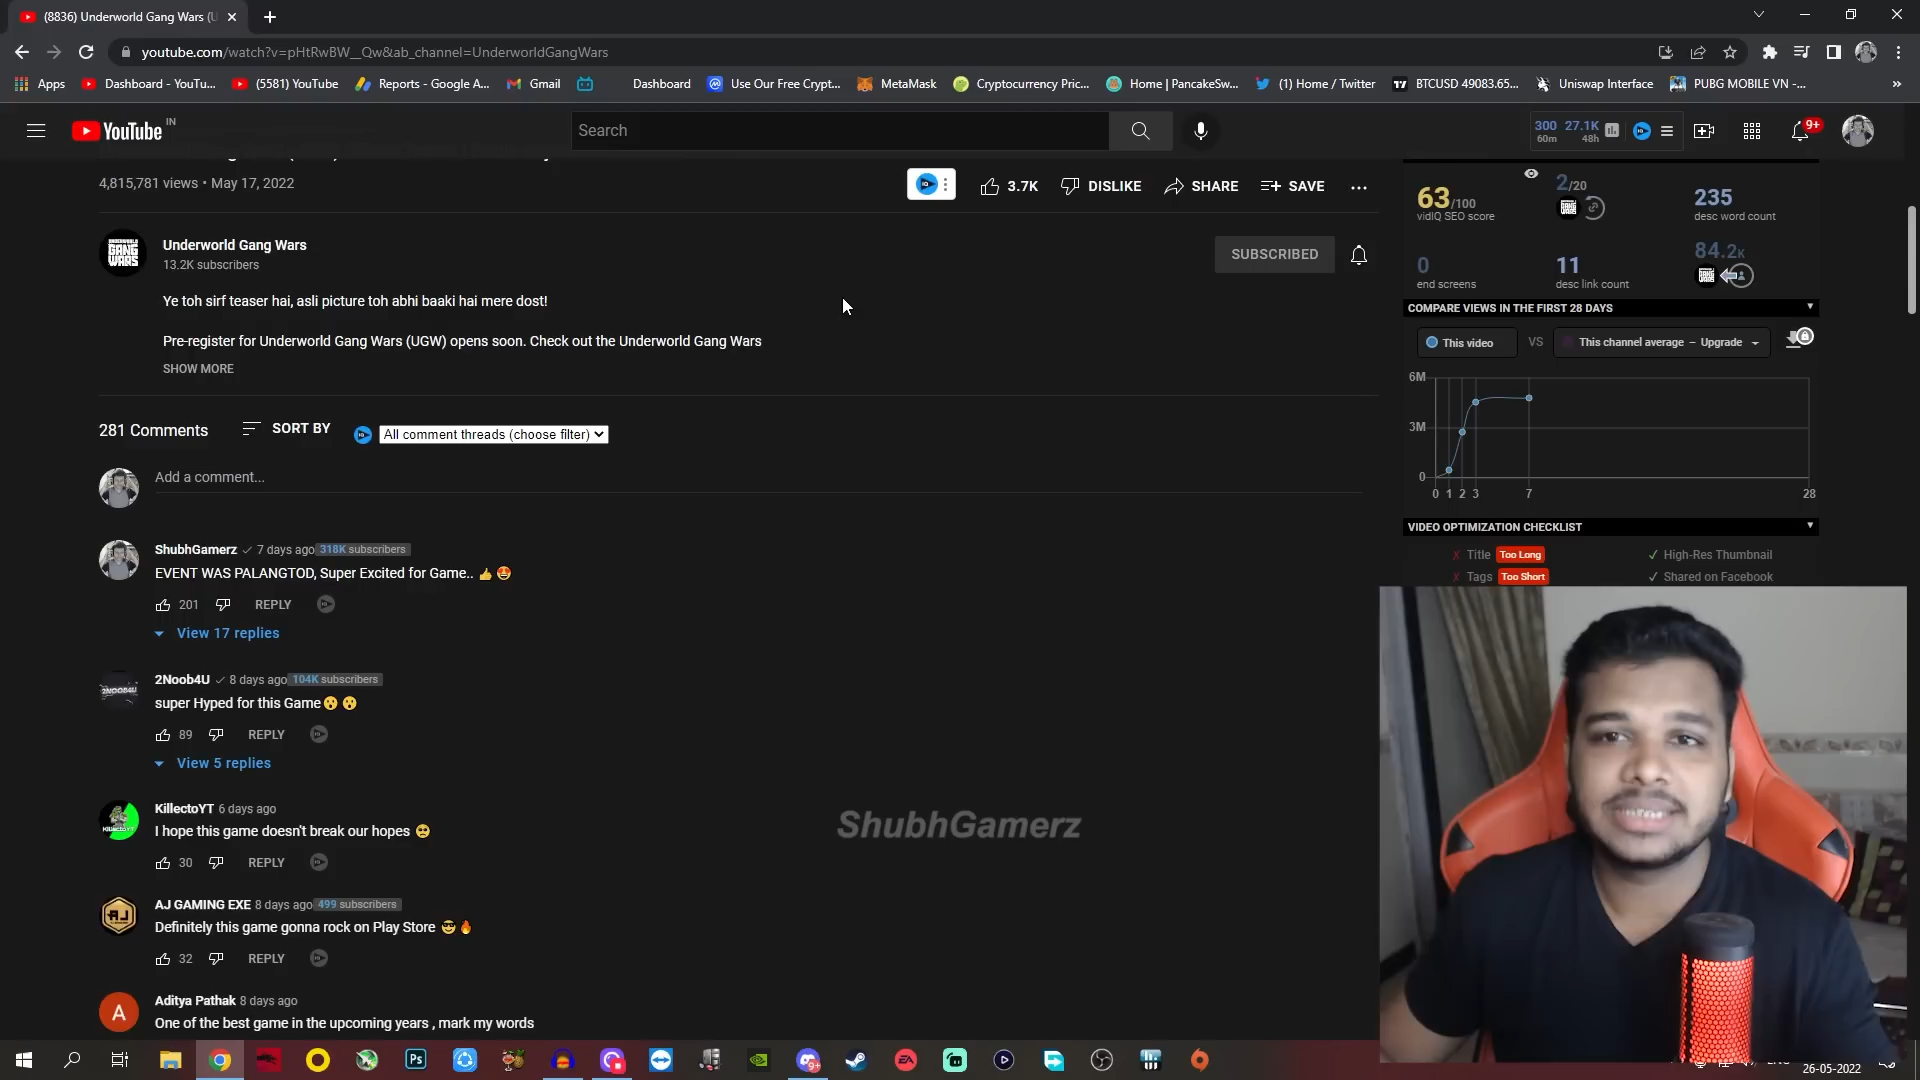 (8836) Underworld Gang Wars (U
youtube.com/watch?v=pHtRwBW__Qw&ab_channel=UnderworldGangWars
Apps
Dashboard - YouTu...
(5581) YouTube
Reports - Google A...
Gmail
Dashboard
Use Our Free Crypt...
MetaMask
Cryptocurrency Pric...
Home | PancakeSw...
(1) Home / Twitter
BTCUSD 49083.65...
Uniswap Interface
PUBG MOBILE VN -...
YouTube IN
Search
300 60m
27.1K 48h
9+
4,815,781 views • May 17, 2022
3.7K
DISLIKE
SHARE
SAVE
Underworld Gang Wars
13.2K subscribers
SUBSCRIBED
Ye toh sirf teaser hai, asli picture toh abhi baaki hai mere dost!
Pre-register for Underworld Gang Wars (UGW) opens soon. Check out the Underworld Gang Wars
SHOW MORE
281 Comments
SORT BY
All comment threads (choose filter)
Add a comment...
ShubhGamerz 7 days ago 318K subscribers
EVENT WAS PALANGTOD, Super Excited for Game.. 👍 🤩
201
REPLY
View 17 replies
2Noob4U 8 days ago 104K subscribers
super Hyped for this Game 😮 😮
89
REPLY
View 5 replies
KillectoYT 6 days ago
I hope this game doesn't break our hopes 🥺
30
REPLY
AJ GAMING EXE 8 days ago 499 subscribers
Definitely this game gonna rock on Play Store 😎 🔥
32
REPLY
A
Aditya Pathak 8 days ago
One of the best game in the upcoming years , mark my words
63/100
vidIQ SEO score
2/20
235
desc word count
0
end screens
11
desc link count
84.2K
COMPARE VIEWS IN THE FIRST 28 DAYS
This video
VS
This channel average – Upgrade
6M
3M
0
0 1 2 3 7 28
VIDEO OPTIMIZATION CHECKLIST
Title Too Long
High-Res Thumbnail
Tags Too Short
Shared on Facebook
ShubhGamerz
26-05-2022